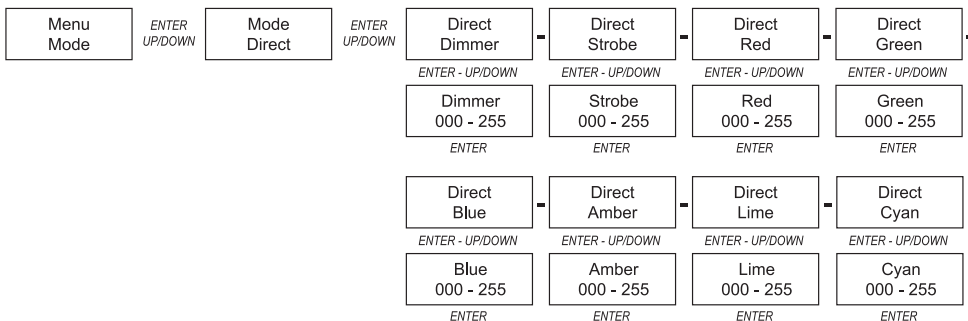 Menu
Mode
ENTER
UP/DOWN
Mode
Direct
ENTER
UP/DOWN
Direct
Dimmer
Direct
Strobe
Direct
Red
Direct
Green
ENTER - UP/DOWN
ENTER - UP/DOWN
ENTER - UP/DOWN
ENTER - UP/DOWN
Dimmer
000 - 255
Strobe
000 - 255
Red
000 - 255
Green
000 - 255
ENTER
ENTER
ENTER
ENTER
Direct
Blue
Direct
Amber
Direct
Lime
Direct
Cyan
ENTER - UP/DOWN
ENTER - UP/DOWN
ENTER - UP/DOWN
ENTER - UP/DOWN
Blue
000 - 255
Amber
000 - 255
Lime
000 - 255
Cyan
000 - 255
ENTER
ENTER
ENTER
ENTER